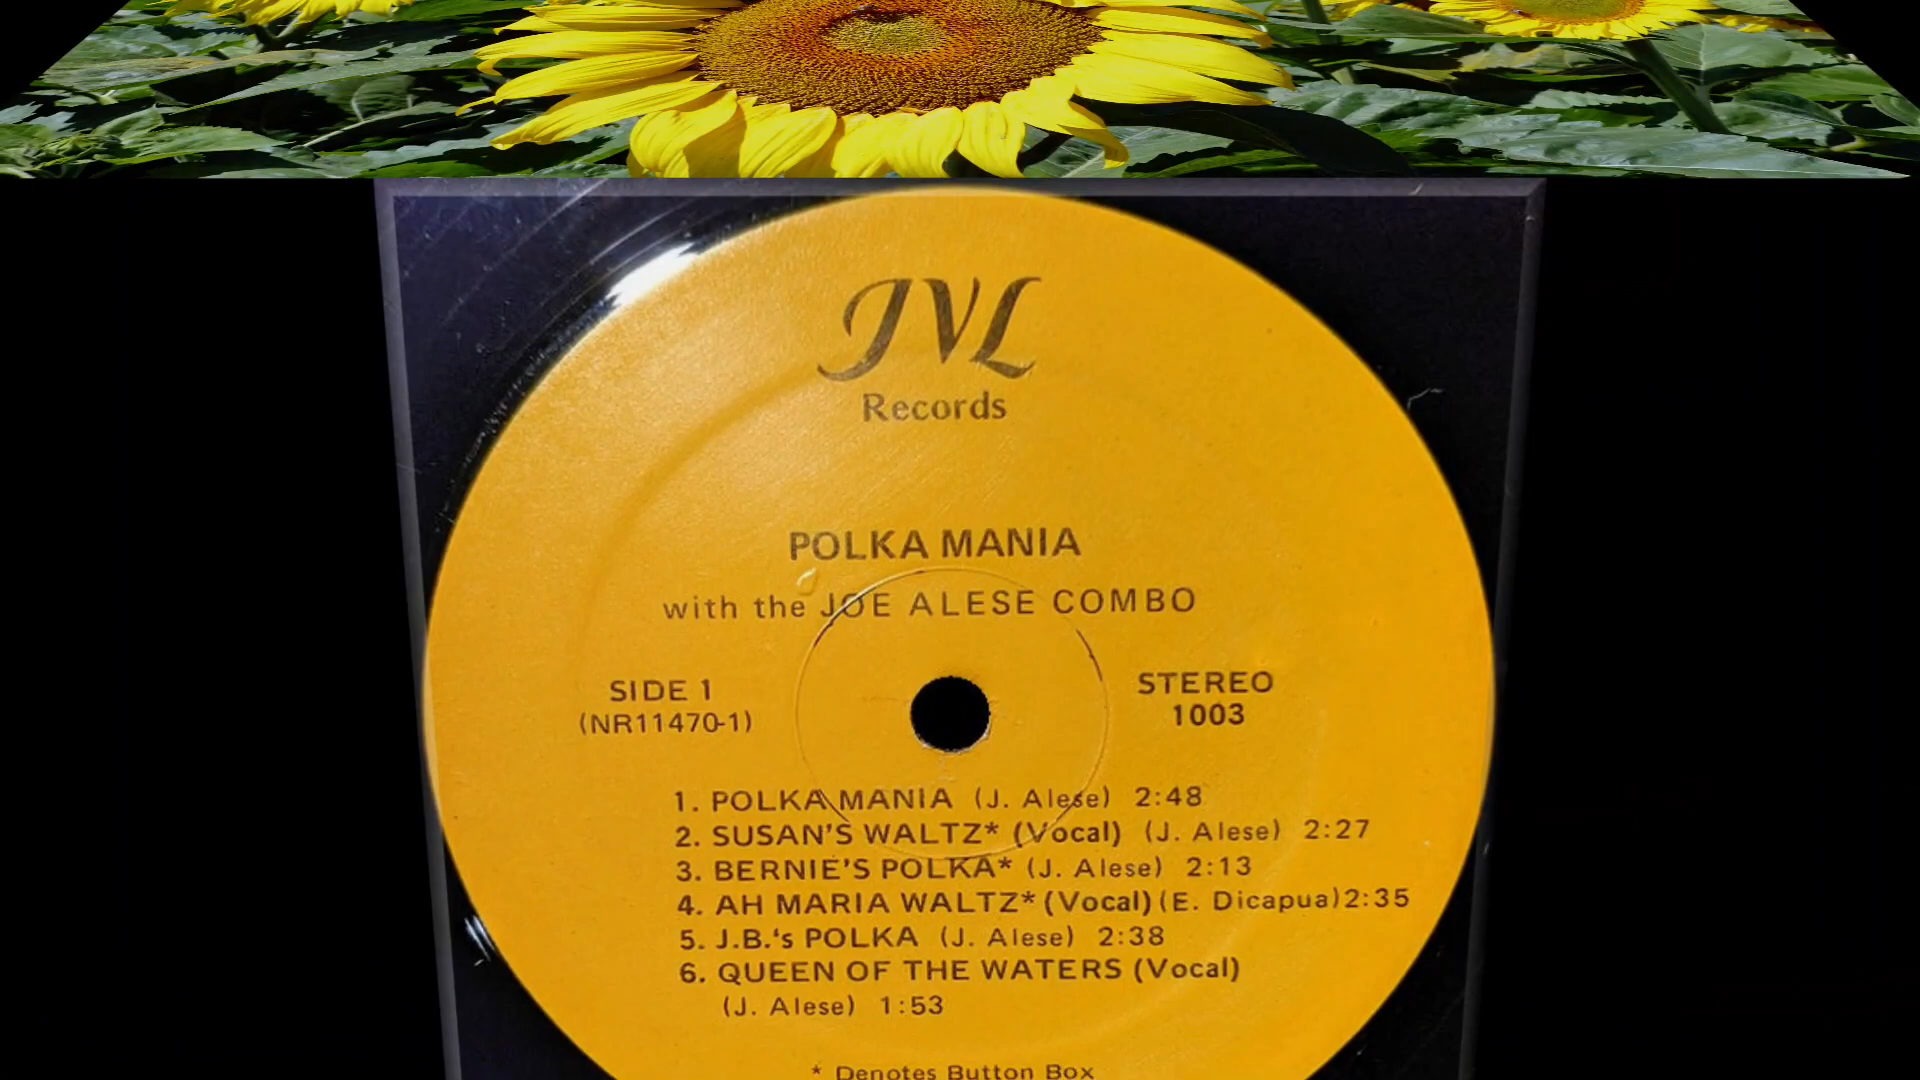 JVL
Records
POLKA MANIA
with the JOE ALESE COMBO
SIDE 1
(NR11470-1)
STEREO
1003
1. POLKA MANIA (J. Alese) 2:48
2. SUSAN'S WALTZ* (Vocal) (J. Alese) 2:27
3. BERNIE'S POLKA* (J. Alese) 2:13
4. AH MARIA WALTZ* (Vocal) (E. Dicapua) 2:35
5. J.B.‘s POLKA (J. Alese) 2:38
6. QUEEN OF THE WATERS (Vocal)
(J. Alese) 1:53
* Denotes Button Box